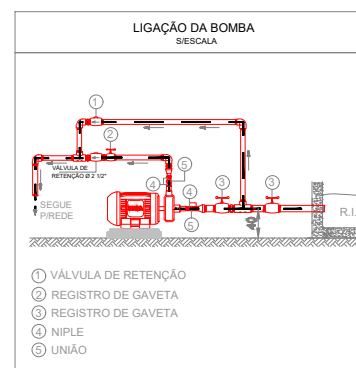 LIGAÇÃO DA BOMBA
S/ESCALA
1
2
5
VÁLVULA DE
RETENÇÃO Ø 2 1/2"
4
4
3
3
SEGUE
P/REDE
5
40
R.I.
1 VÁLVULA DE RETENÇÃO
2 REGISTRO DE GAVETA
3 REGISTRO DE GAVETA
4 NIPLE
5 UNIÃO